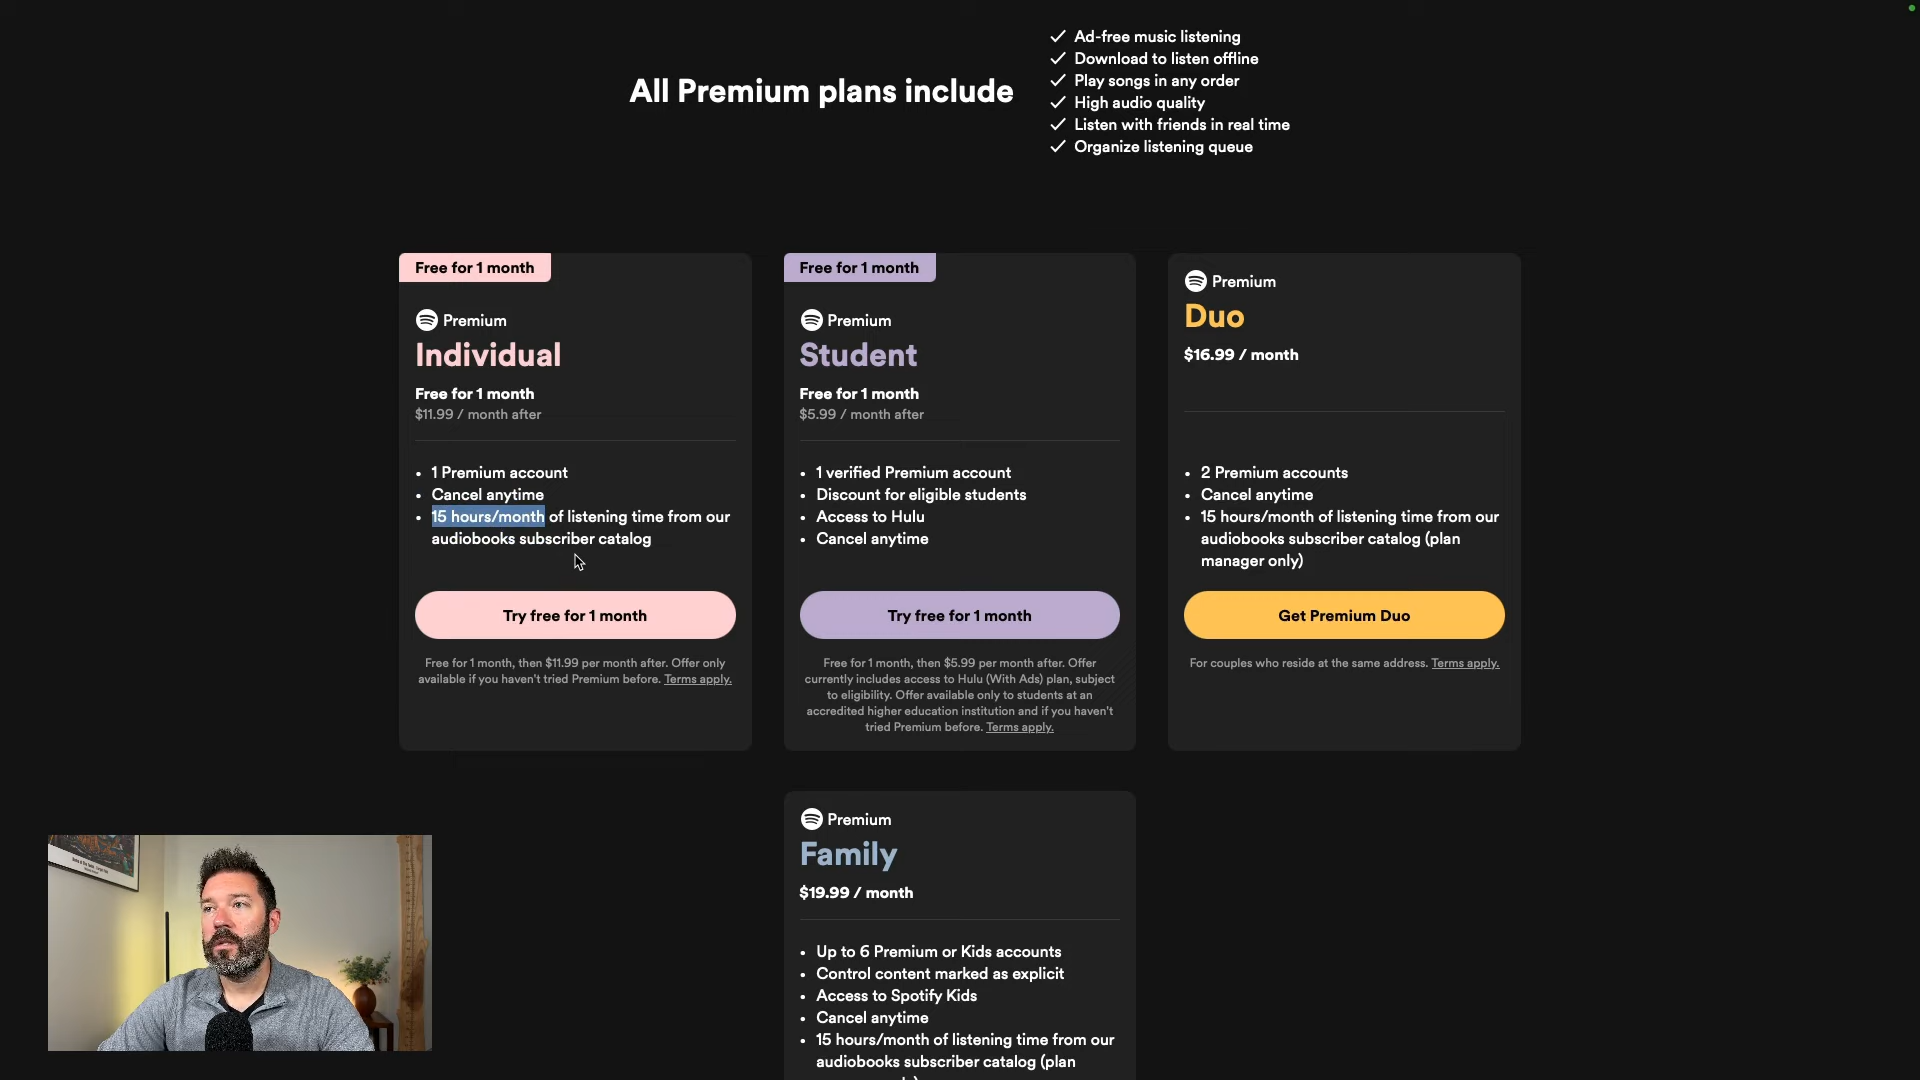 All Premium plans include
✓ Ad-free music listening
✓ Download to listen offline
✓ Play songs in any order
✓ High audio quality
✓ Listen with friends in real time
✓ Organize listening queue
Free for 1 month
Premium
Individual
Free for 1 month
$11.99 / month after
• 1 Premium account
• Cancel anytime
• 15 hours/month of listening time from our
audiobooks subscriber catalog
Try free for 1 month
Free for 1 month, then $11.99 per month after. Offer only
available if you haven't tried Premium before. Terms apply.
Free for 1 month
Premium
Student
Free for 1 month
$5.99 / month after
• 1 verified Premium account
• Discount for eligible students
• Access to Hulu
• Cancel anytime
Try free for 1 month
Free for 1 month, then $5.99 per month after. Offer
currently includes access to Hulu (With Ads) plan, subject
to eligibility. Offer available only to students at an
accredited higher education institution and if you haven't
tried Premium before. Terms apply.
Premium
Duo
$16.99 / month
• 2 Premium accounts
• Cancel anytime
• 15 hours/month of listening time from our
audiobooks subscriber catalog (plan
manager only)
Get Premium Duo
For couples who reside at the same address. Terms apply.
Premium
Family
$19.99 / month
• Up to 6 Premium or Kids accounts
• Control content marked as explicit
• Access to Spotify Kids
• Cancel anytime
• 15 hours/month of listening time from our
audiobooks subscriber catalog (plan